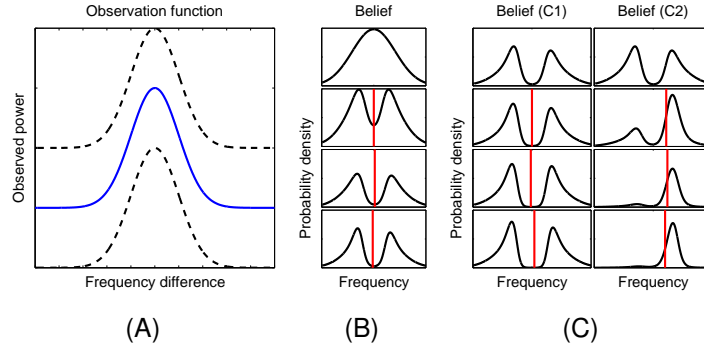 Observation function
Observed power
Frequency difference
(A)
Belief
Probability density
Frequency
(B)
Belief (C1)
Belief (C2)
Probability density
Frequency
Frequency
(C)